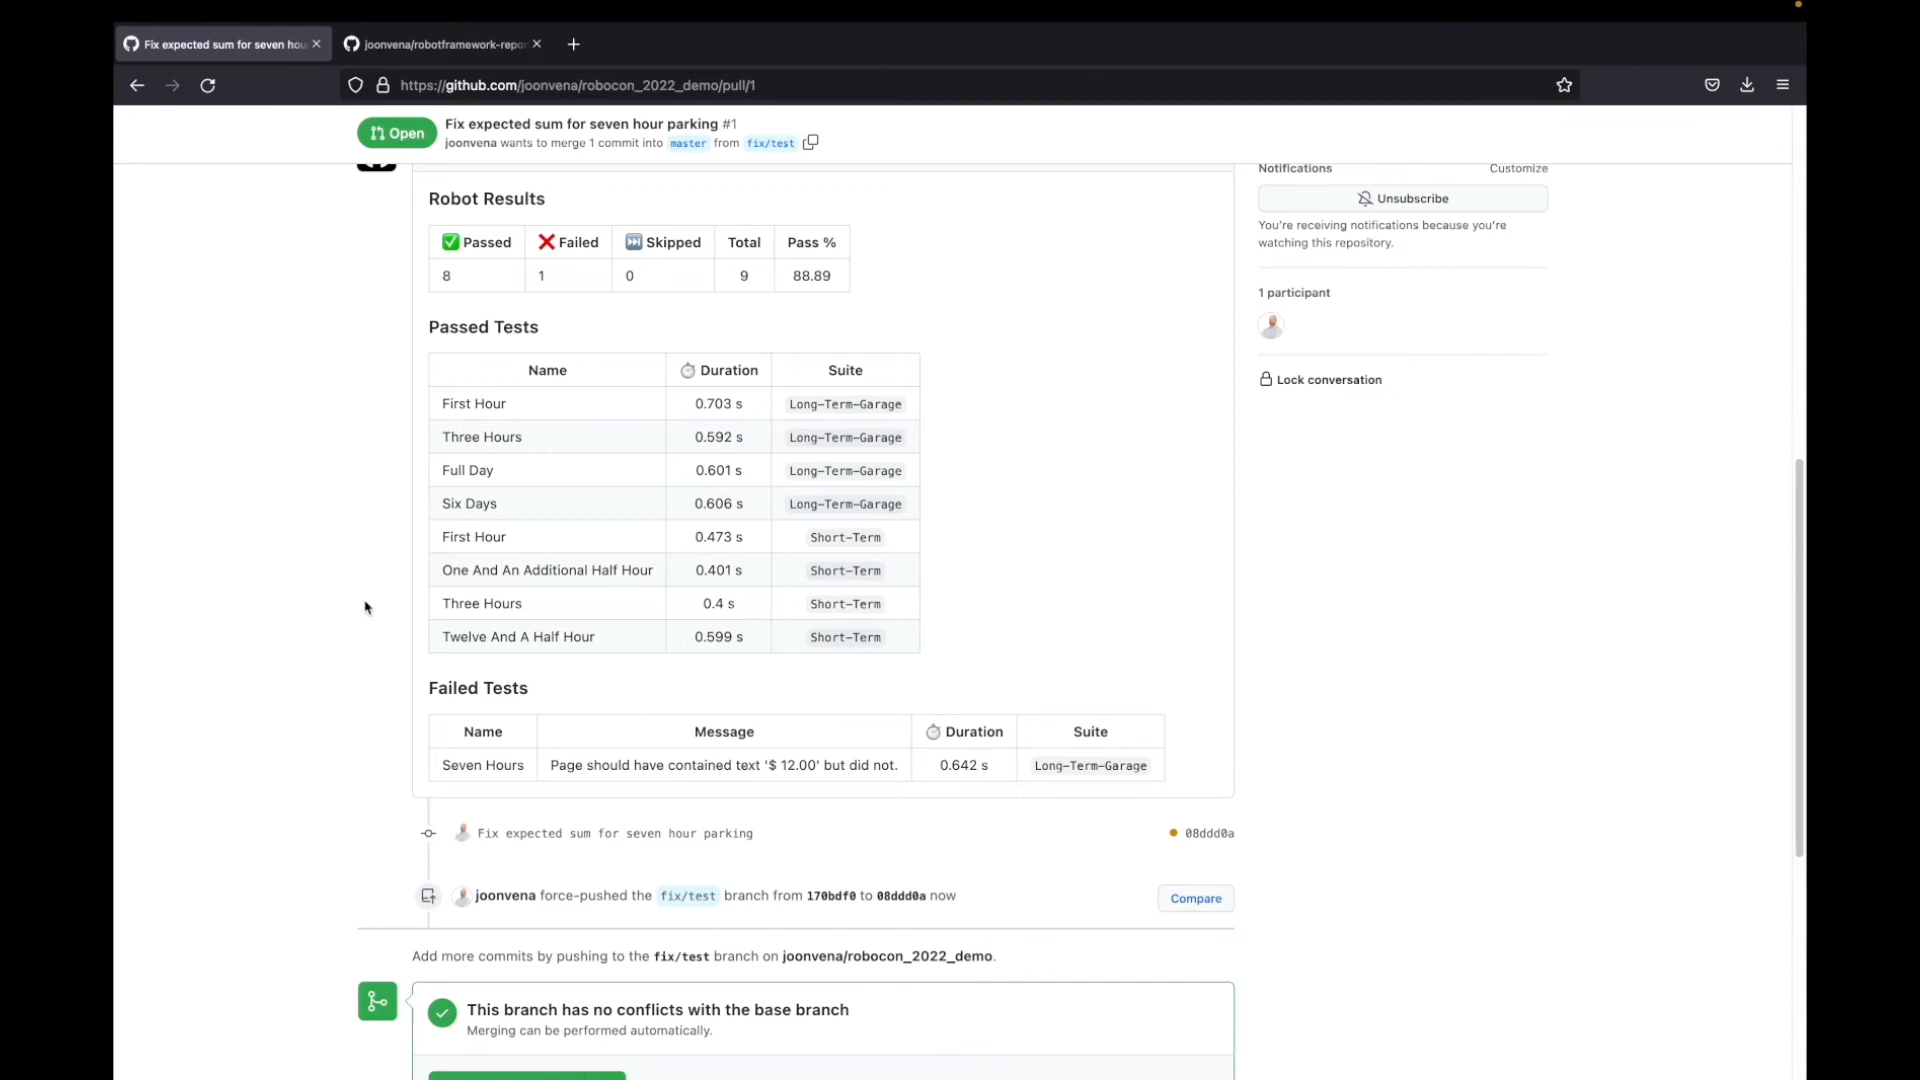 Fix expected sum for seven hou
joonvena/robotframework-repor
https://github.com/joonvena/robocon_2022_demo/pull/1
Open
Fix expected sum for seven hour parking #1
joonvena wants to merge 1 commit into master from fix/test
Notifications Customize
Unsubscribe
You're receiving notifications because you're
watching this repository.
1 participant
Lock conversation
Robot Results
✅ Passed ❌ Failed ⏭ Skipped Total Pass %
8 1 0 9 88.89
Passed Tests
Name ⏱ Duration Suite
First Hour 0.703 s Long-Term-Garage
Three Hours 0.592 s Long-Term-Garage
Full Day 0.601 s Long-Term-Garage
Six Days 0.606 s Long-Term-Garage
First Hour 0.473 s Short-Term
One And An Additional Half Hour 0.401 s Short-Term
Three Hours 0.4 s Short-Term
Twelve And A Half Hour 0.599 s Short-Term
Failed Tests
Name Message ⏱ Duration Suite
Seven Hours Page should have contained text '$ 12.00' but did not. 0.642 s Long-Term-Garage
Fix expected sum for seven hour parking 08ddd0a
joonvena force-pushed the fix/test branch from 170bdf0 to 08ddd0a now
Compare
Add more commits by pushing to the fix/test branch on joonvena/robocon_2022_demo.
This branch has no conflicts with the base branch
Merging can be performed automatically.